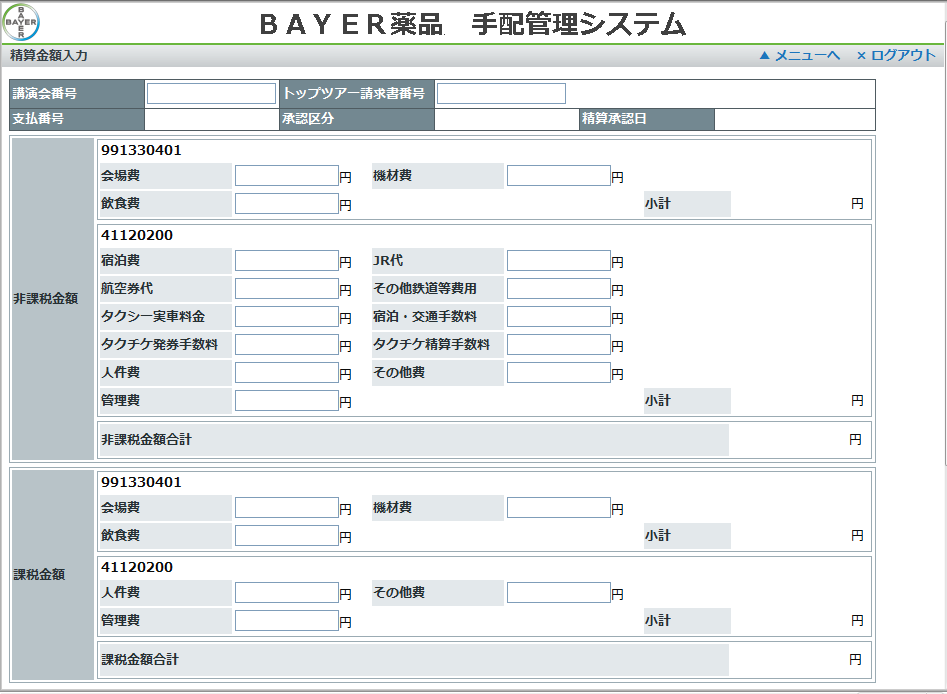 BAYER
BAYER
ＢＡＹＥＲ薬品　手配管理システム
精算金額入力 ▲ メニューへ × ログアウト
講演会番号 トップツアー請求書番号
支払番号 承認区分 精算承認日
非課税金額
991330401
会場費 円 機材費 円
飲食費 円 小計 円
41120200
宿泊費 円 JR代 円
航空券代 円 その他鉄道等費用 円
タクシー実車料金 円 宿泊・交通手数料 円
タクチケ発券手数料 円 タクチケ精算手数料 円
人件費 円 その他費 円
管理費 円 小計 円
非課税金額合計 円
課税金額
991330401
会場費 円 機材費 円
飲食費 円 小計 円
41120200
人件費 円 その他費 円
管理費 円 小計 円
課税金額合計 円